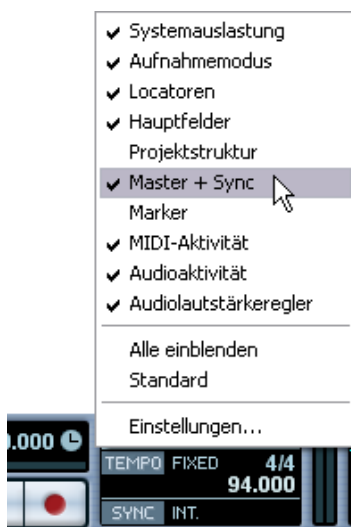 Systemauslastung
Aufnahmemodus
Locatoren
Hauptfelder
Projektstruktur
Master + Sync
Marker
MIDI-Aktivität
Audioaktivität
Audiolautstärkeregler
Alle einblenden
Standard
Einstellungen...
.000
TEMPO FIXED 4/4
94.000
SYNC INT.